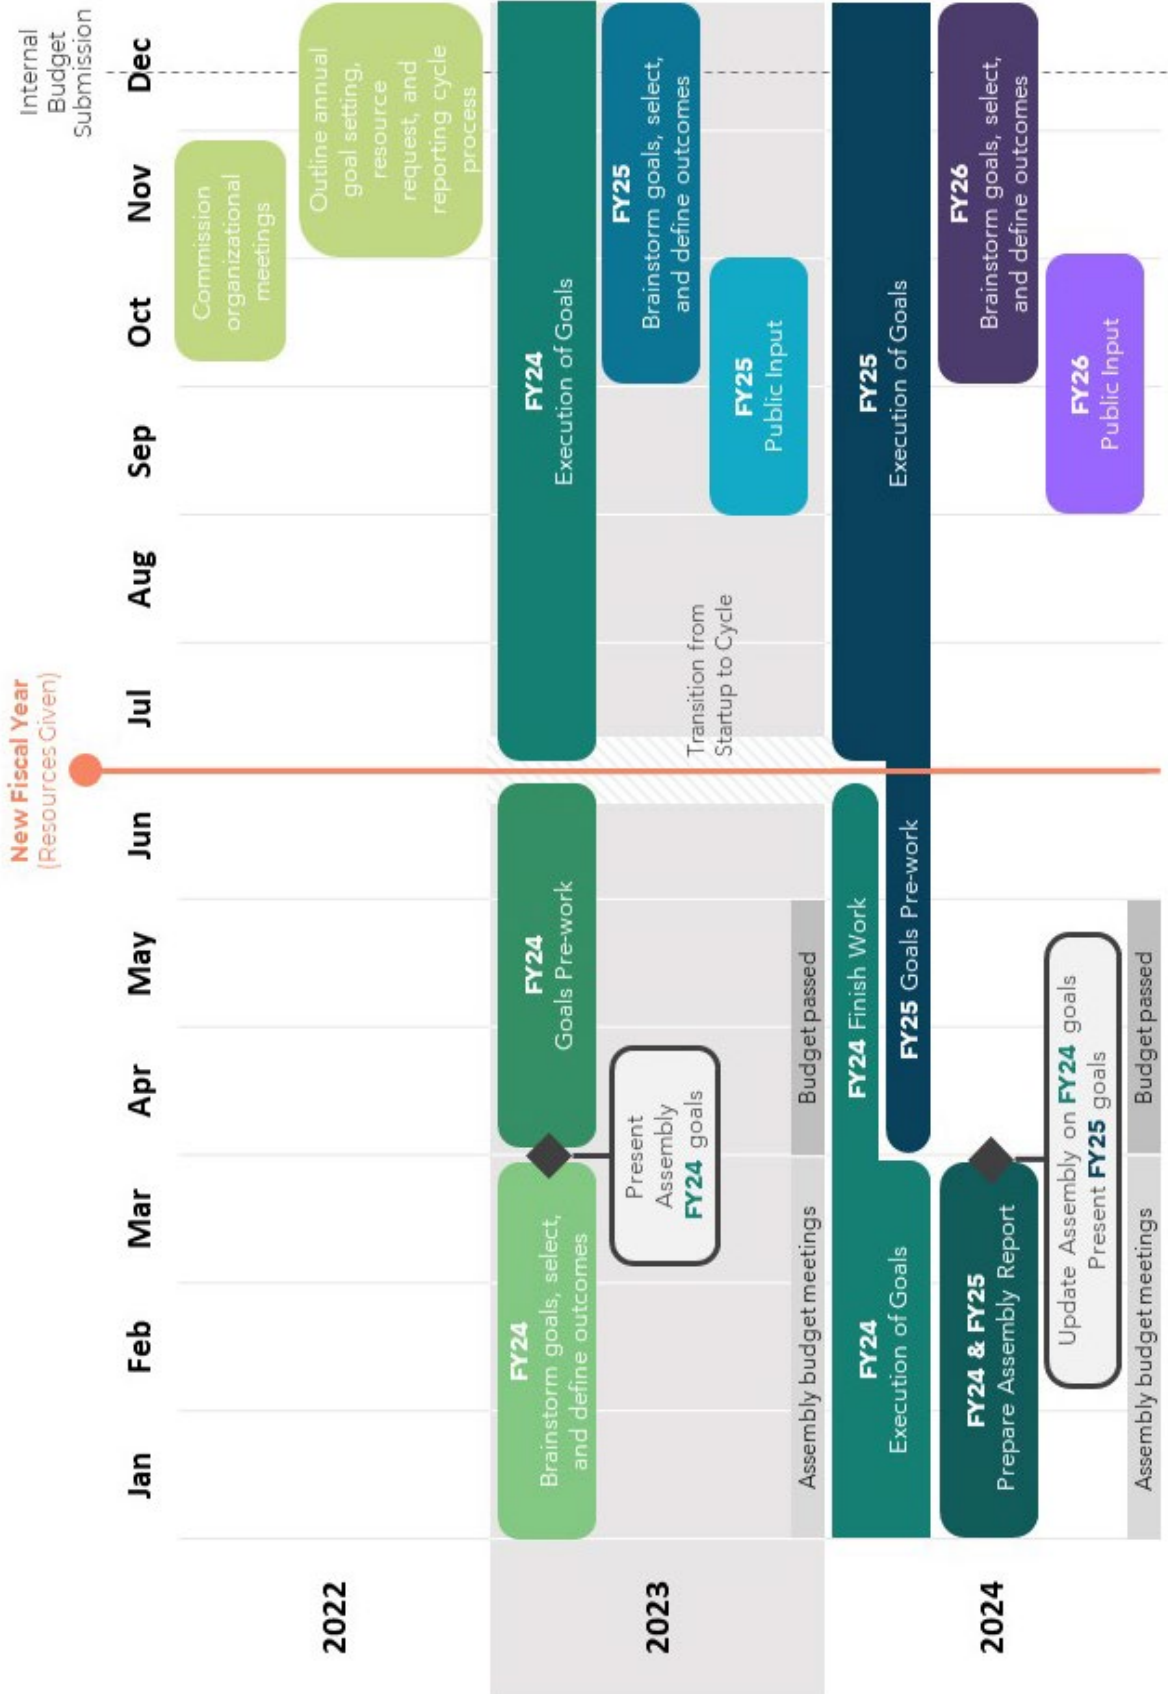 New Fiscal Year
(Resources Given)
Internal
Budget
Submission
Jan
Feb
Mar
Apr
May
Jun
Jul
Aug
Sep
Oct
Nov
Dec
2022
Commission
organizational
meetings
Outline annual
goal setting,
resource
request, and
reporting cycle
process
2023
FY24
Brainstorm goals, select,
and define outcomes
FY24
Goals Pre-work
FY24
Execution of Goals
Present
Assembly
FY24 goals
Transition from
Startup to Cycle
FY25
Brainstorm goals, select,
and define outcomes
FY25
Public Input
Assembly budget meetings
Budget passed
2024
FY24
Execution of Goals
FY24 Finish Work
FY25 Goals Pre-work
FY25
Execution of Goals
FY24 & FY25
Prepare Assembly Report
Update Assembly on FY24 goals
Present FY25 goals
FY26
Brainstorm goals, select,
and define outcomes
FY26
Public Input
Assembly budget meetings
Budget passed